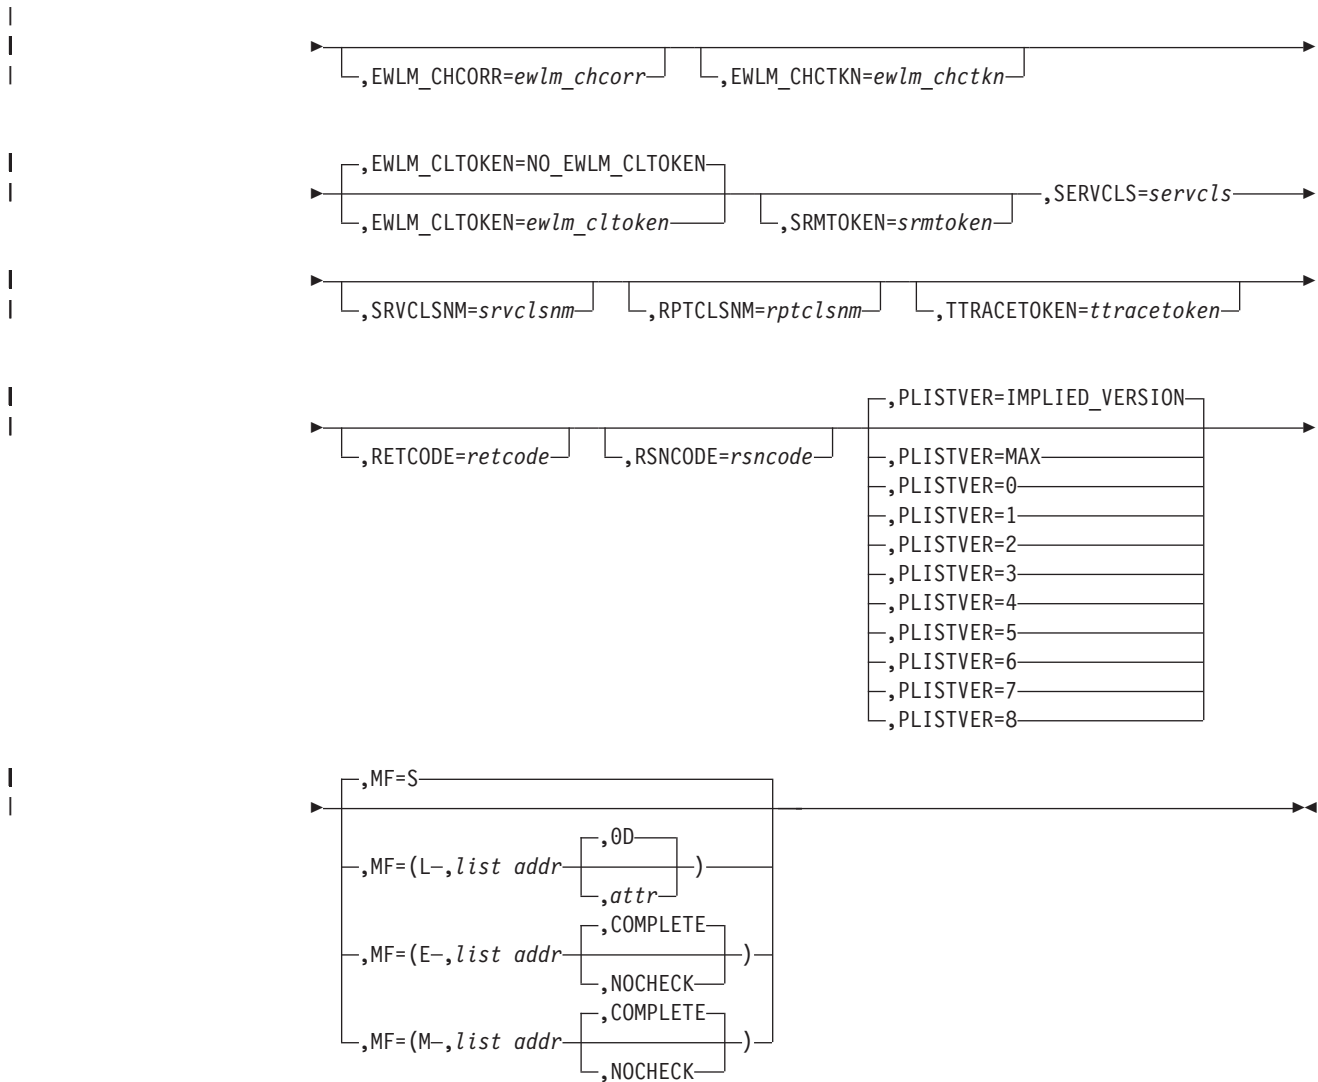 ,EWLM_CHCORR=ewlm_chcorr ,EWLM_CHCTKN=ewlm_chctkn
,EWLM_CLTOKEN=NO_EWLM_CLTOKEN
,SERVCLS=servcls
,EWLM_CLTOKEN=ewlm_cltoken ,SRMTOKEN=srmtoken
,SRVCLSNM=srvclsnm ,RPTCLSNM=rptclsnm ,TTRACETOKEN=ttracetoken
,PLISTVER=IMPLIED_VERSION
,RETCODE=retcode ,RSNCODE=rsncode ,PLISTVER=MAX
,PLISTVER=0
,PLISTVER=1
,PLISTVER=2
,PLISTVER=3
,PLISTVER=4
,PLISTVER=5
,PLISTVER=6
,PLISTVER=7
,PLISTVER=8
,MF=S
,0D
,MF=(L ,list addr )
,attr
,COMPLETE
,MF=(E ,list addr )
,NOCHECK
,COMPLETE
,MF=(M ,list addr )
,NOCHECK